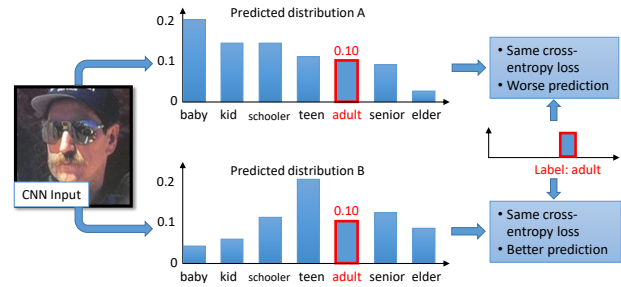 Predicted distribution A
0.2
0.1
0
0.10
baby kid schooler teen adult senior elder
• Same cross-
entropy loss
• Worse prediction
CNN Input
Label: adult
Predicted distribution B
0.2
0.1
0
0.10
baby kid schooler teen adult senior elder
• Same cross-
entropy loss
• Better prediction